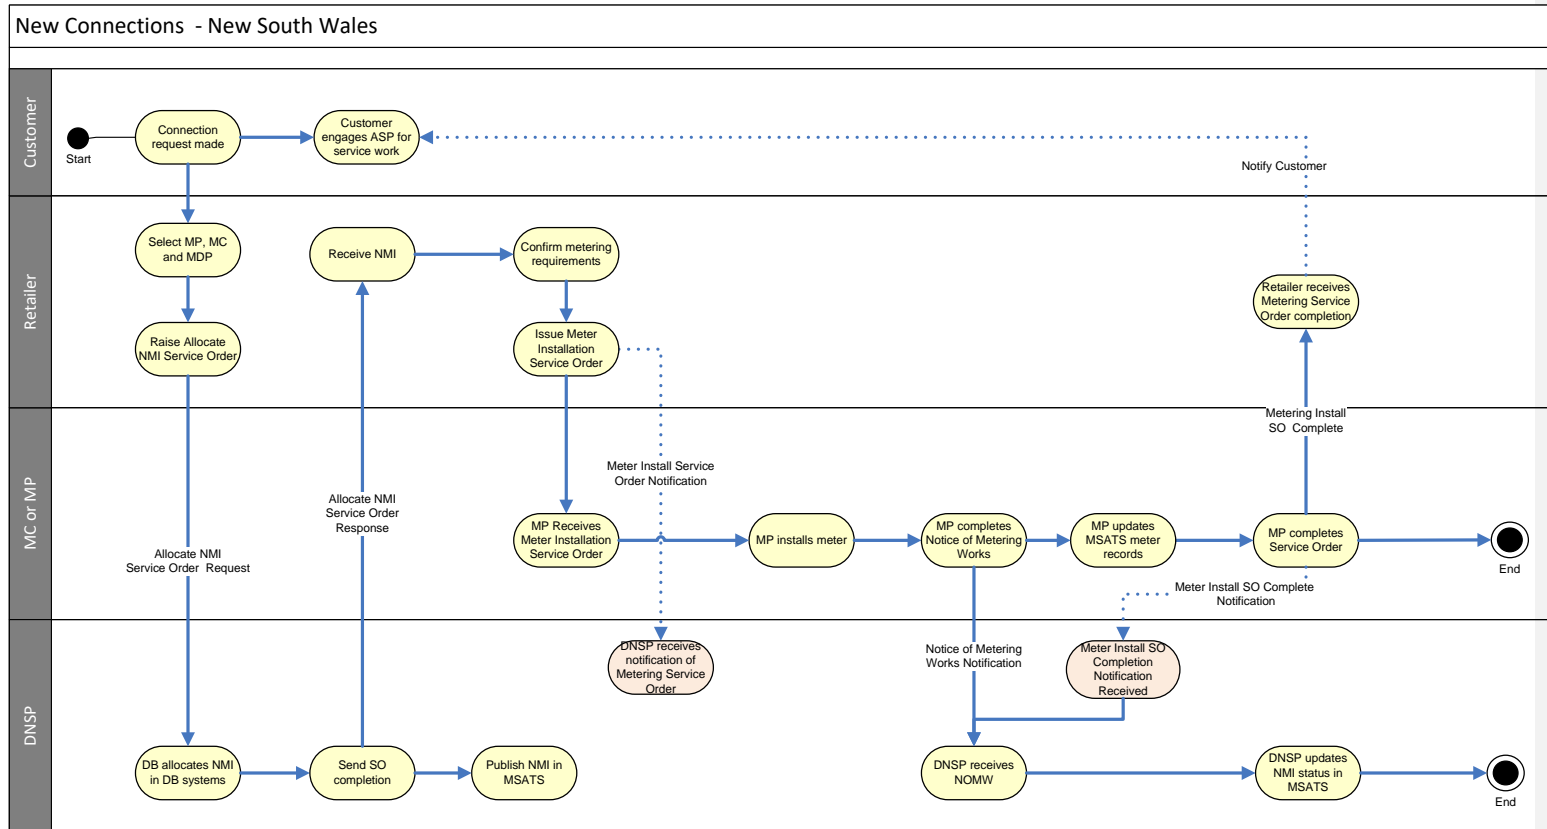 New Connections  - New South Wales
Customer
Start
Connection
request made
Customer
engages ASP for
service work
Notify Customer
Retailer
Select MP, MC
and MDP
Receive NMI
Confirm metering
requirements
Raise Allocate
NMI Service Order
Issue Meter
Installation
Service Order
Retailer receives
Metering Service
Order completion
MC or MP
Metering Install
SO  Complete
Meter Install Service
Order Notification
Allocate NMI
Service Order
Response
Allocate NMI
Service Order  Request
MP Receives
Meter Installation
Service Order
MP installs meter
MP completes
Notice of Metering
Works
MP updates
MSATS meter
records
MP completes
Service Order
End
Meter Install SO Complete
Notification
DNSP
DNSP receives
notification of
Metering Service
Order
Notice of Metering
Works Notification
Meter Install SO
Completion
Notification
Received
DB allocates NMI
in DB systems
Send SO
completion
Publish NMI in
MSATS
DNSP receives
NOMW
DNSP updates
NMI status in
MSATS
End